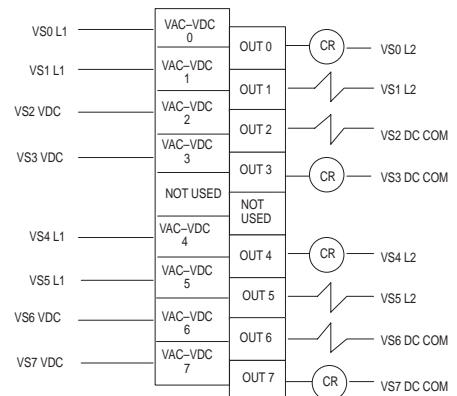 VS0 L1
VAC–VDC
0
OUT 0
CR
VS0 L2
VS1 L1
VAC–VDC
1
OUT 1
VS1 L2
VS2 VDC
VAC–VDC
2
OUT 2
VS2 DC COM
VS3 VDC
VAC–VDC
3
OUT 3
CR
VS3 DC COM
NOT USED
NOT
USED
VS4 L1
VAC–VDC
4
OUT 4
CR
VS4 L2
VS5 L1
VAC–VDC
5
OUT 5
VS5 L2
VS6 VDC
VAC–VDC
6
OUT 6
VS6 DC COM
VS7 VDC
VAC–VDC
7
OUT 7
CR
VS7 DC COM